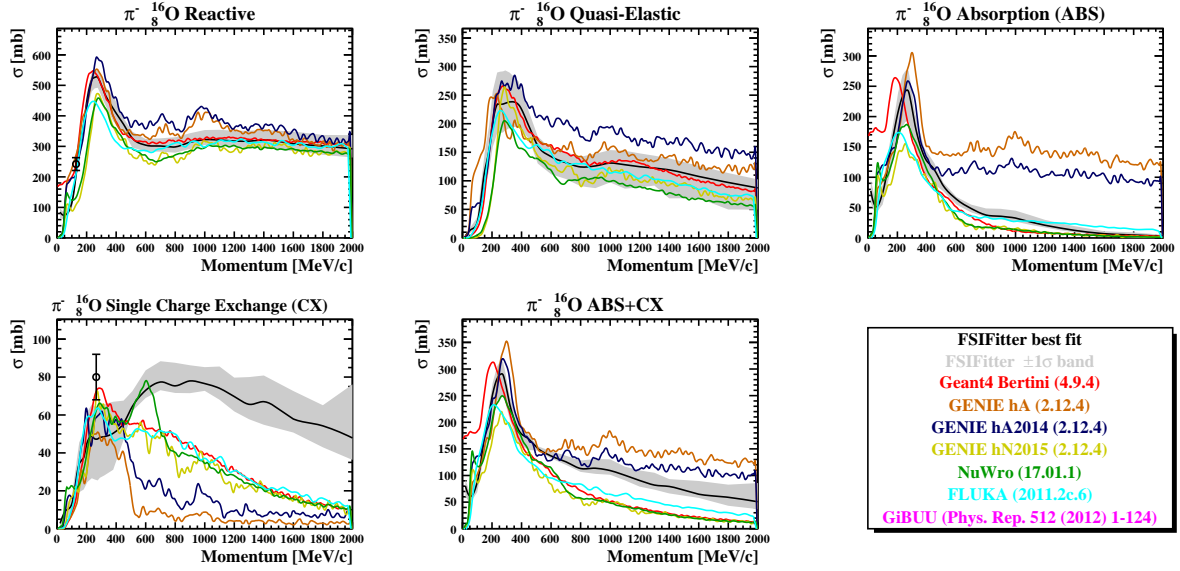 π⁻ ¹⁶₈O Reactive
σ [mb]
600
500
400
300
200
100
0
0 200 400 600 800 1000 1200 1400 1600 1800 2000
Momentum [MeV/c]
π⁻ ¹⁶₈O Quasi-Elastic
σ [mb]
350
300
250
200
150
100
50
0
0 200 400 600 800 1000 1200 1400 1600 1800 2000
Momentum [MeV/c]
π⁻ ¹⁶₈O Absorption (ABS)
σ [mb]
300
250
200
150
100
50
0
0 200 400 600 800 1000 1200 1400 1600 1800 2000
Momentum [MeV/c]
π⁻ ¹⁶₈O Single Charge Exchange (CX)
σ [mb]
100
80
60
40
20
0
0 200 400 600 800 1000 1200 1400 1600 1800 2000
Momentum [MeV/c]
π⁻ ¹⁶₈O ABS+CX
σ [mb]
350
300
250
200
150
100
50
0
0 200 400 600 800 1000 1200 1400 1600 1800 2000
Momentum [MeV/c]
FSIFitter best fit
FSIFitter ±1σ band
Geant4 Bertini (4.9.4)
GENIE hA (2.12.4)
GENIE hA2014 (2.12.4)
GENIE hN2015 (2.12.4)
NuWro (17.01.1)
FLUKA (2011.2c.6)
GiBUU (Phys. Rep. 512 (2012) 1-124)